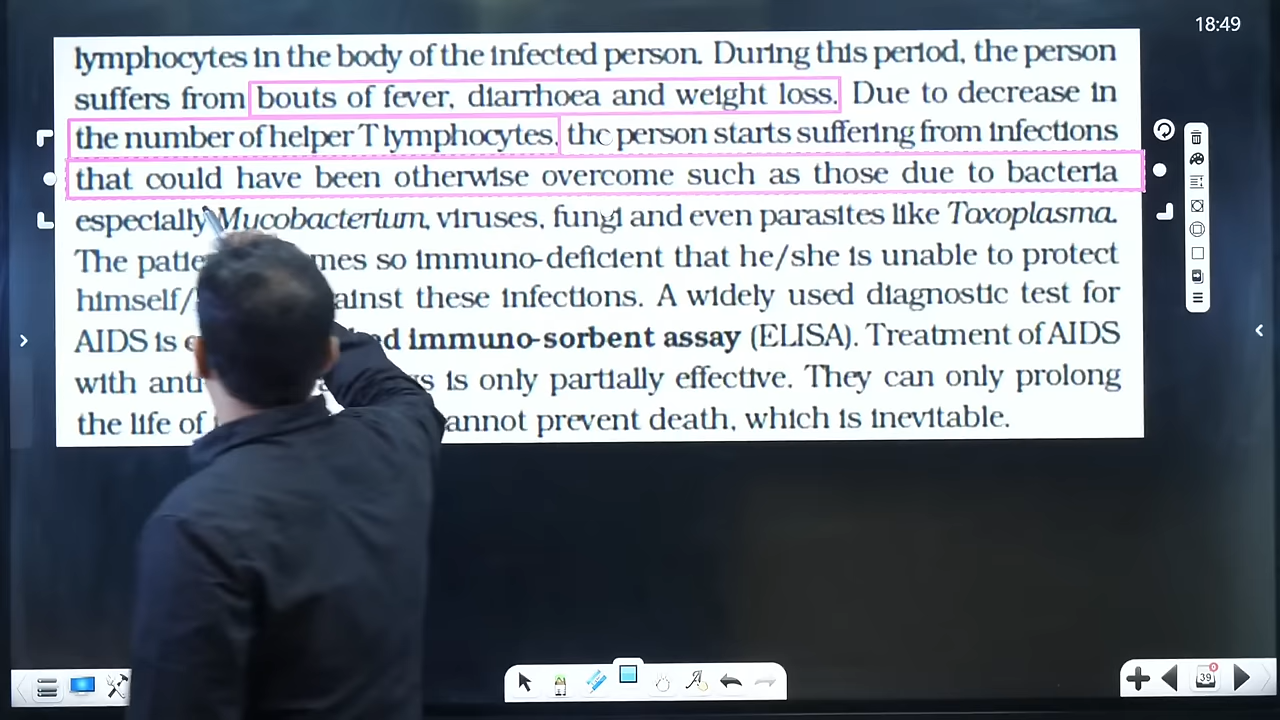 18:49
lymphocytes in the body of the infected person. During this period, the person
suffers from bouts of fever, diarrhoea and weight loss. Due to decrease in
the number of helper T lymphocytes, the person starts suffering from infections
that could have been otherwise overcome such as those due to bacteria
especially Mycobacterium, viruses, fungi and even parasites like Toxoplasma.
The mes so immuno-deficient that he/she is unable to protect
himself/ these infections. A widely used diagnostic test for
AIDS is immuno-sorbent assay (ELISA). Treatment of AIDS
with is only partially effective. They can only prolong
the life of prevent death, which is inevitable.
39